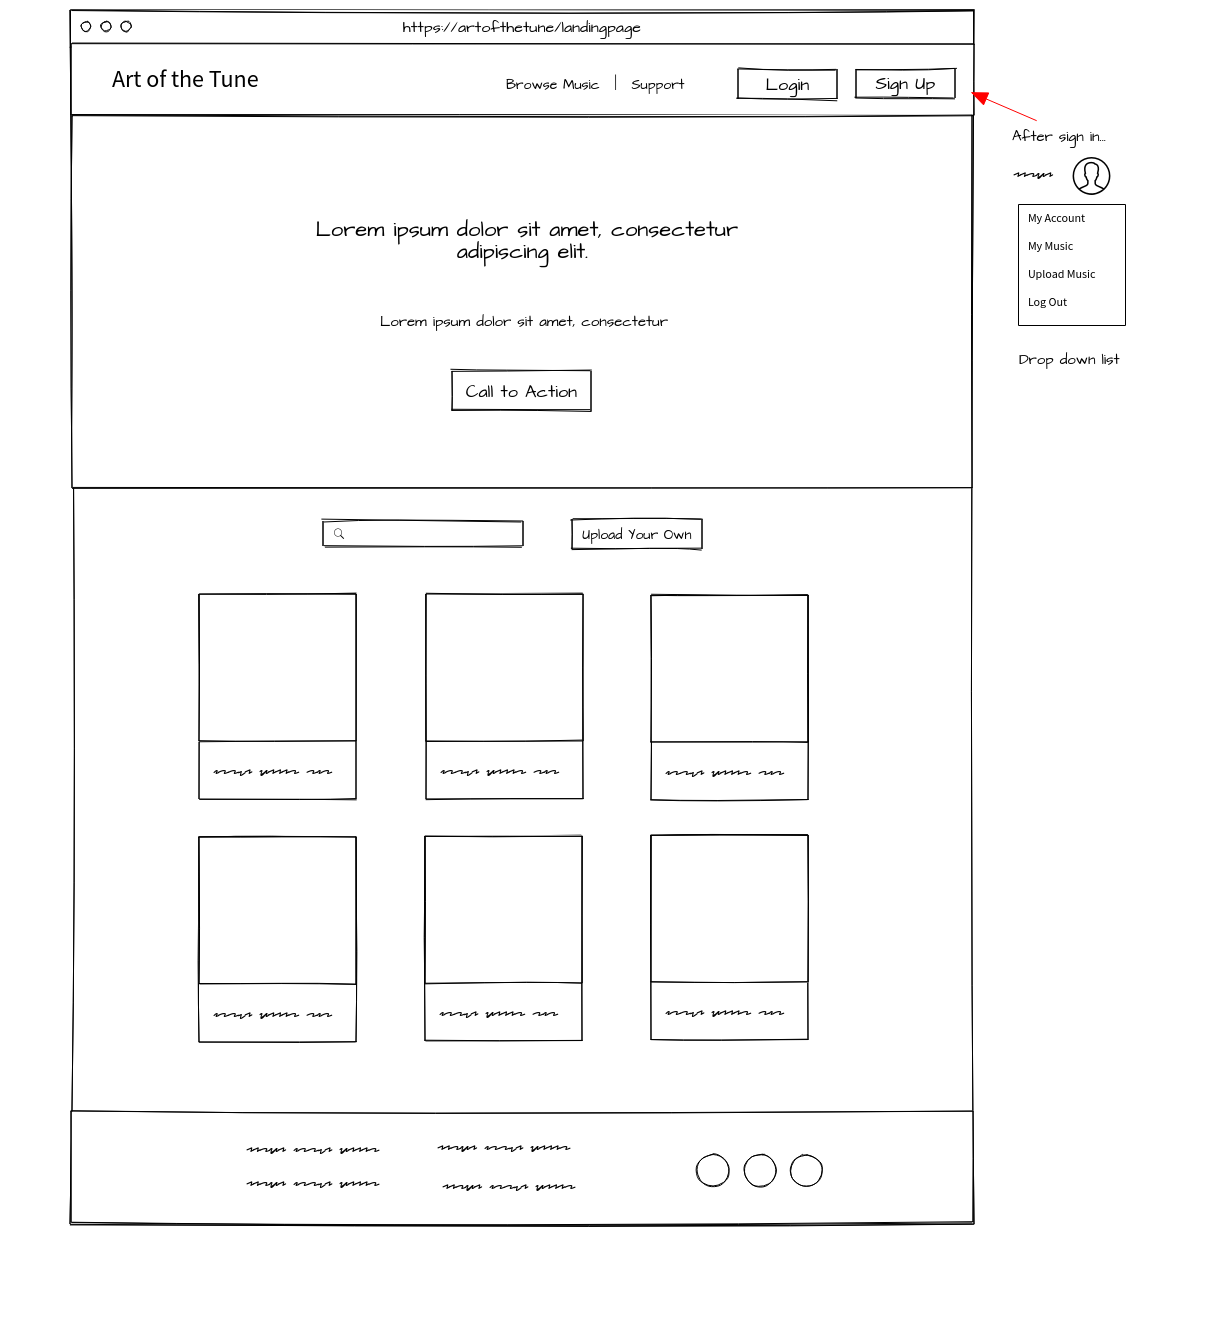 https://artofthetune/landingpage
Art of the Tune
Browse Music
Support
Login
Sign Up
After sign in...
My Account
My Music
Upload Music
Log Out
Drop down list
Lorem ipsum dolor sit amet, consectetur
adipiscing elit.
Lorem ipsum dolor sit amet, consectetur
Call to Action
Upload Your Own